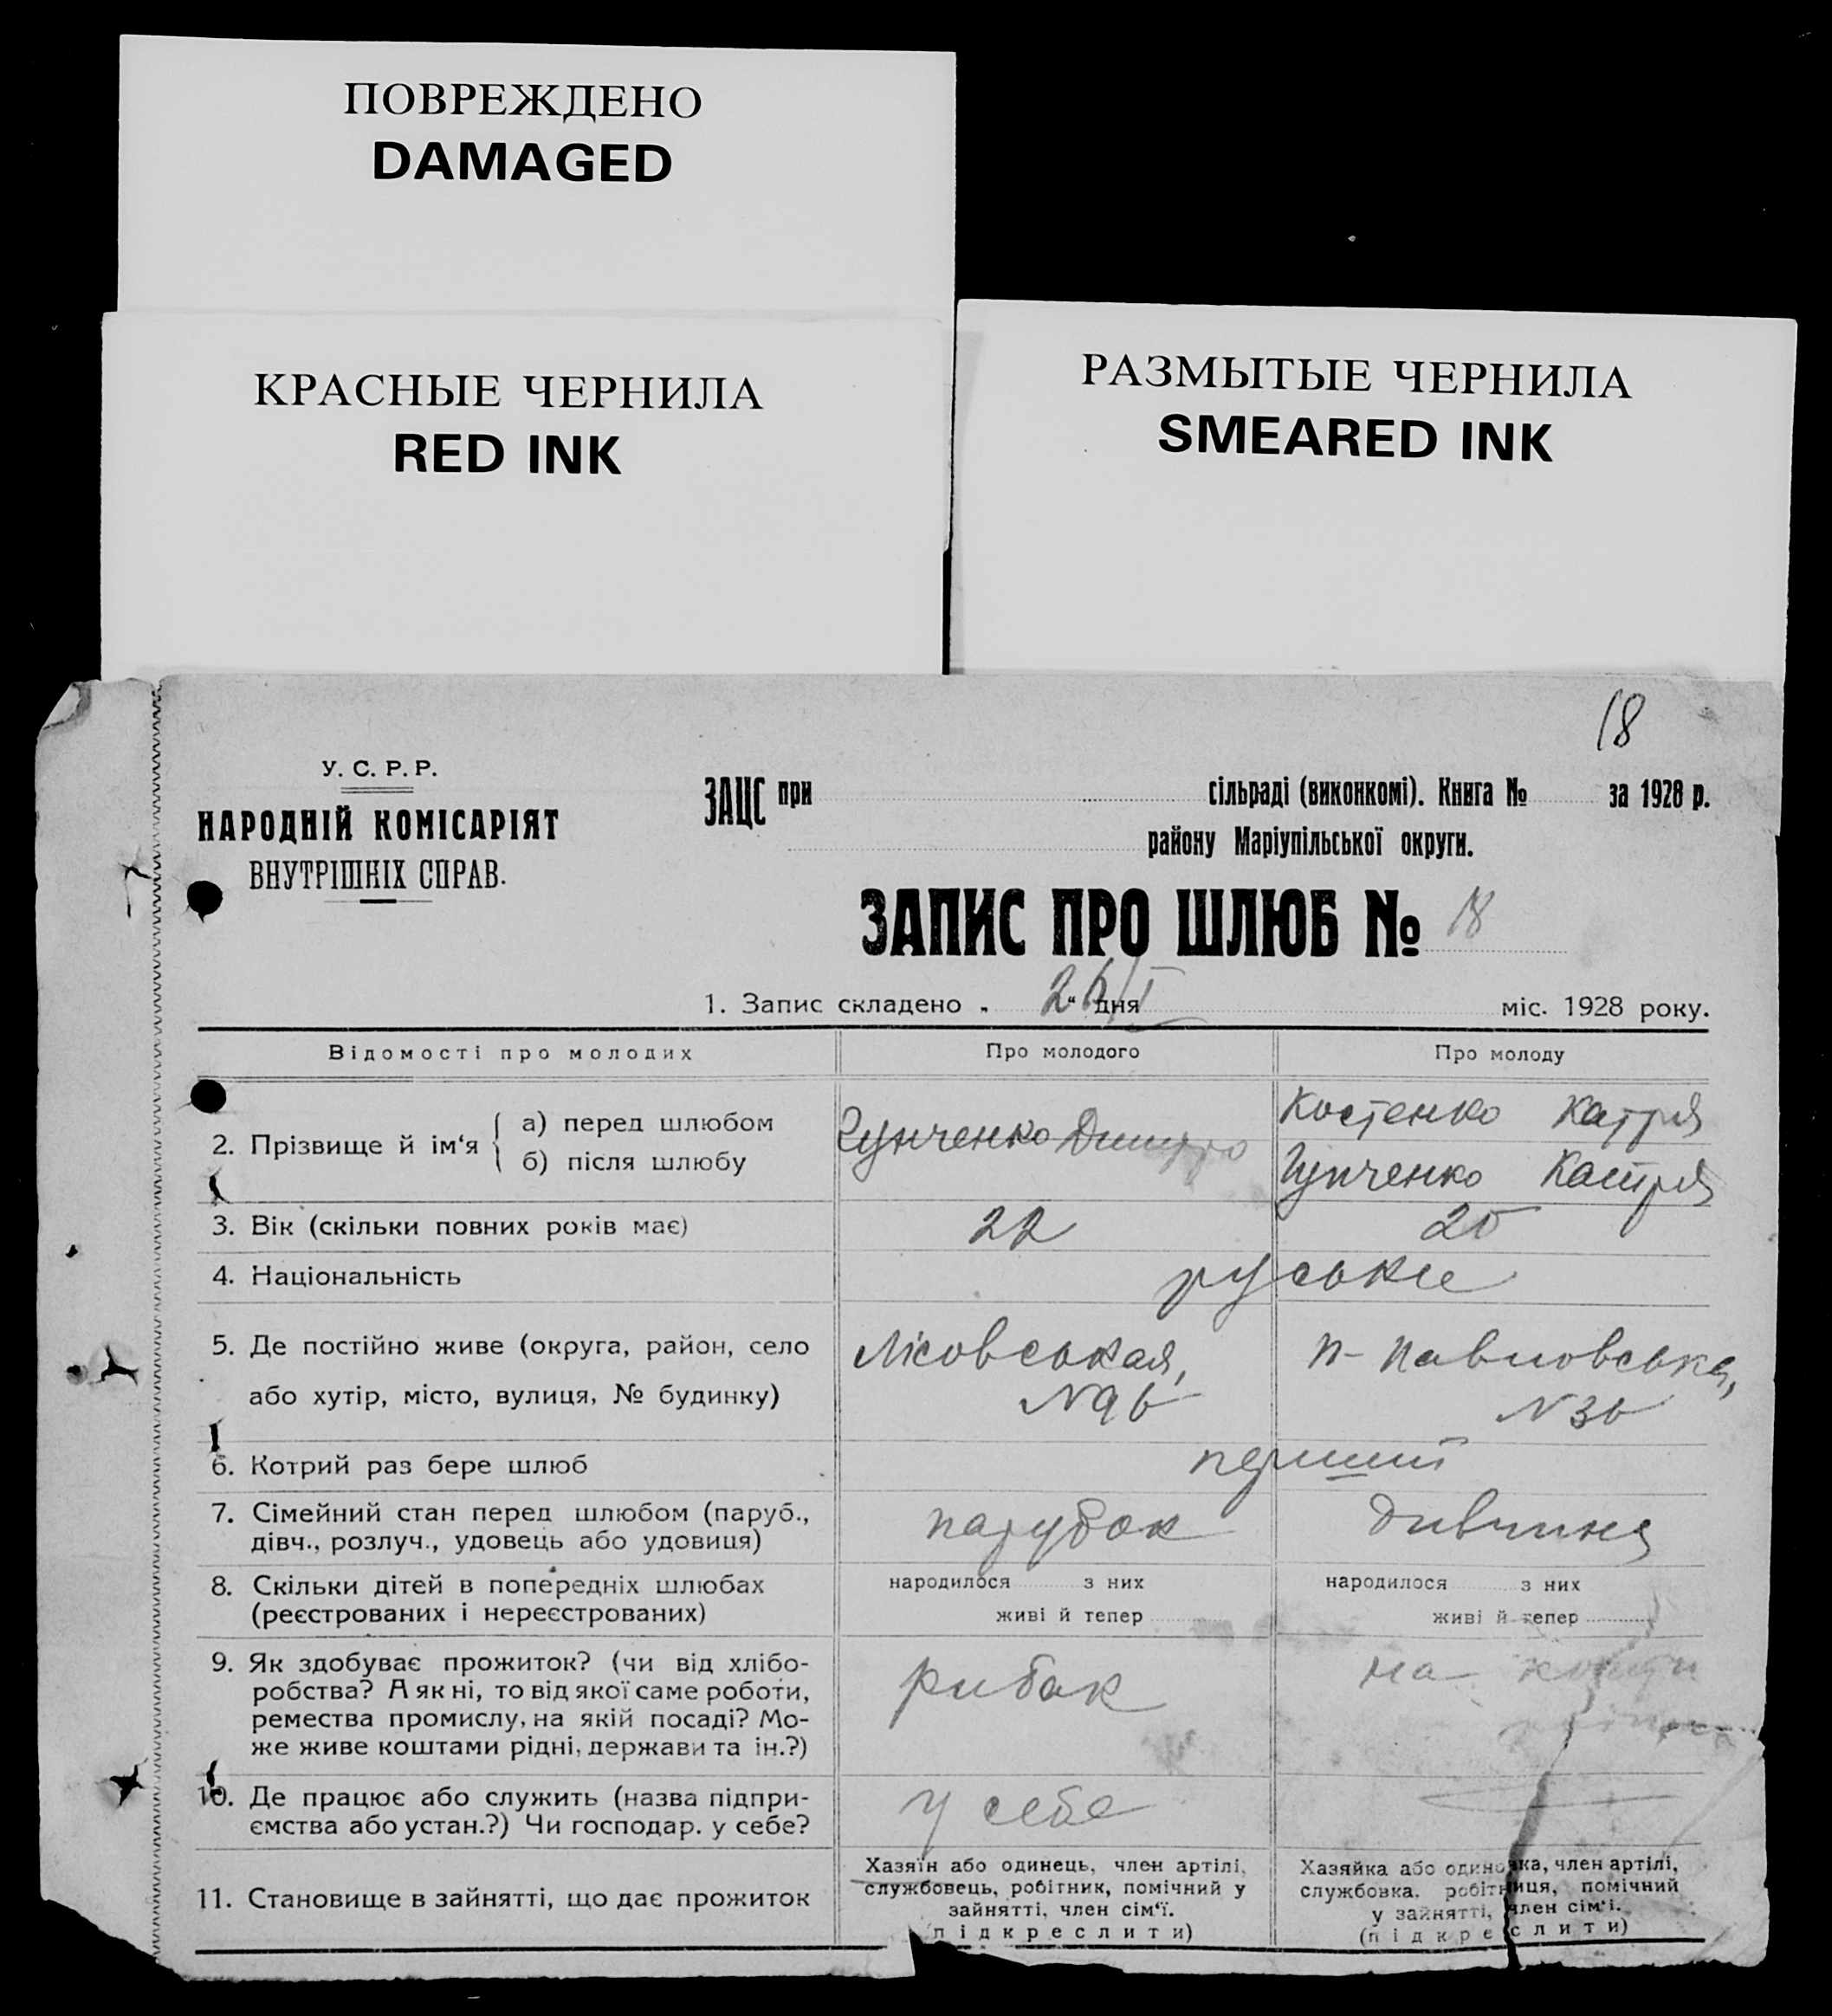 ПОВРЕЖДЕНО
DAMAGED
КРАСНЫЕ ЧЕРНИЛА
RED INK
РАЗМЫТЫЕ ЧЕРНИЛА
SMEARED INK
18
У. С. Р. Р.
НАРОДНІЙ КОМІСАРІЯТ
ВНУТРІШНІХ СПРАВ.
ЗАЦС при сільраді (виконкомі). Книга № за 1928 р.
району Маріупільської округи.
ЗАПИС ПРО ШЛЮБ № 18
1. Запис складено „ 26/I “ дня міс. 1928 року.
Відомості про молодих Про молодого Про молоду
2. Прізвище й ім‘я
а) перед шлюбом Костенко Катря
б) після шлюбу Дмитро Катря
3. Вік (скільки повних років має) 22 25
4. Національність руськие
5. Де постійно живе (округа, район, село
або хутір, місто, вулиця, № будинку)
Лісовськая, П-Павловська,
6. Котрий раз бере шлюб перший
7. Сімейний стан перед шлюбом (паруб.,
дівч., розлуч., удовець або удовиця)
парубок дивчина
8. Скільки дітей в попередніх шлюбах
(реєстрованих і нереєстрованих)
народилося з них
живі й тепер
народилося з них
живі й тепер
9. Як здобуває прожиток? (чи від хлібо-
робства? А як ні, то від якої саме роботи,
ремества промислу, на якій посаді? Мо-
же живе коштами рідні, держави та ін.?)
рибак на
10. Де працює або служить (назва підпри-
ємства або устан.?) Чи господар. у себе?
у себе
11. Становище в зайнятті, що дає прожиток
Хазяїн або одинець, член артілі,
службовець, робітник, помічний у
зайнятті, член сім‘ї.
(підкреслити)
Хазяйка або одиночка, член артілі,
службовка, робітниця, помічний
у зайнятті, член сім‘ї.
(підкреслити)